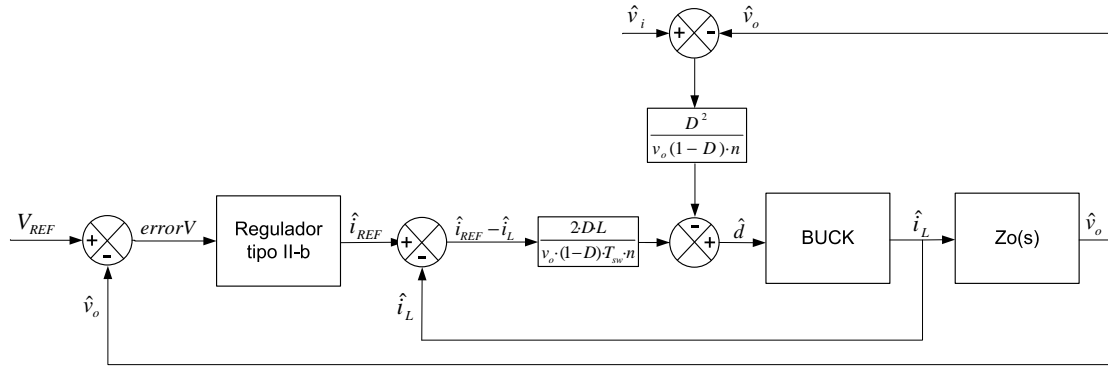 v̂_i
v̂_o
+ -
D^2
v_o(1-D)·n
V_REF
+
-
errorV
Regulador
tipo II-b
î_REF
+
-
î_REF-î_L
2·D·L
v_o·(1-D)·T_sw·n
-
+
d̂
BUCK
î_L
Zo(s)
v̂_o
v̂_o
î_L